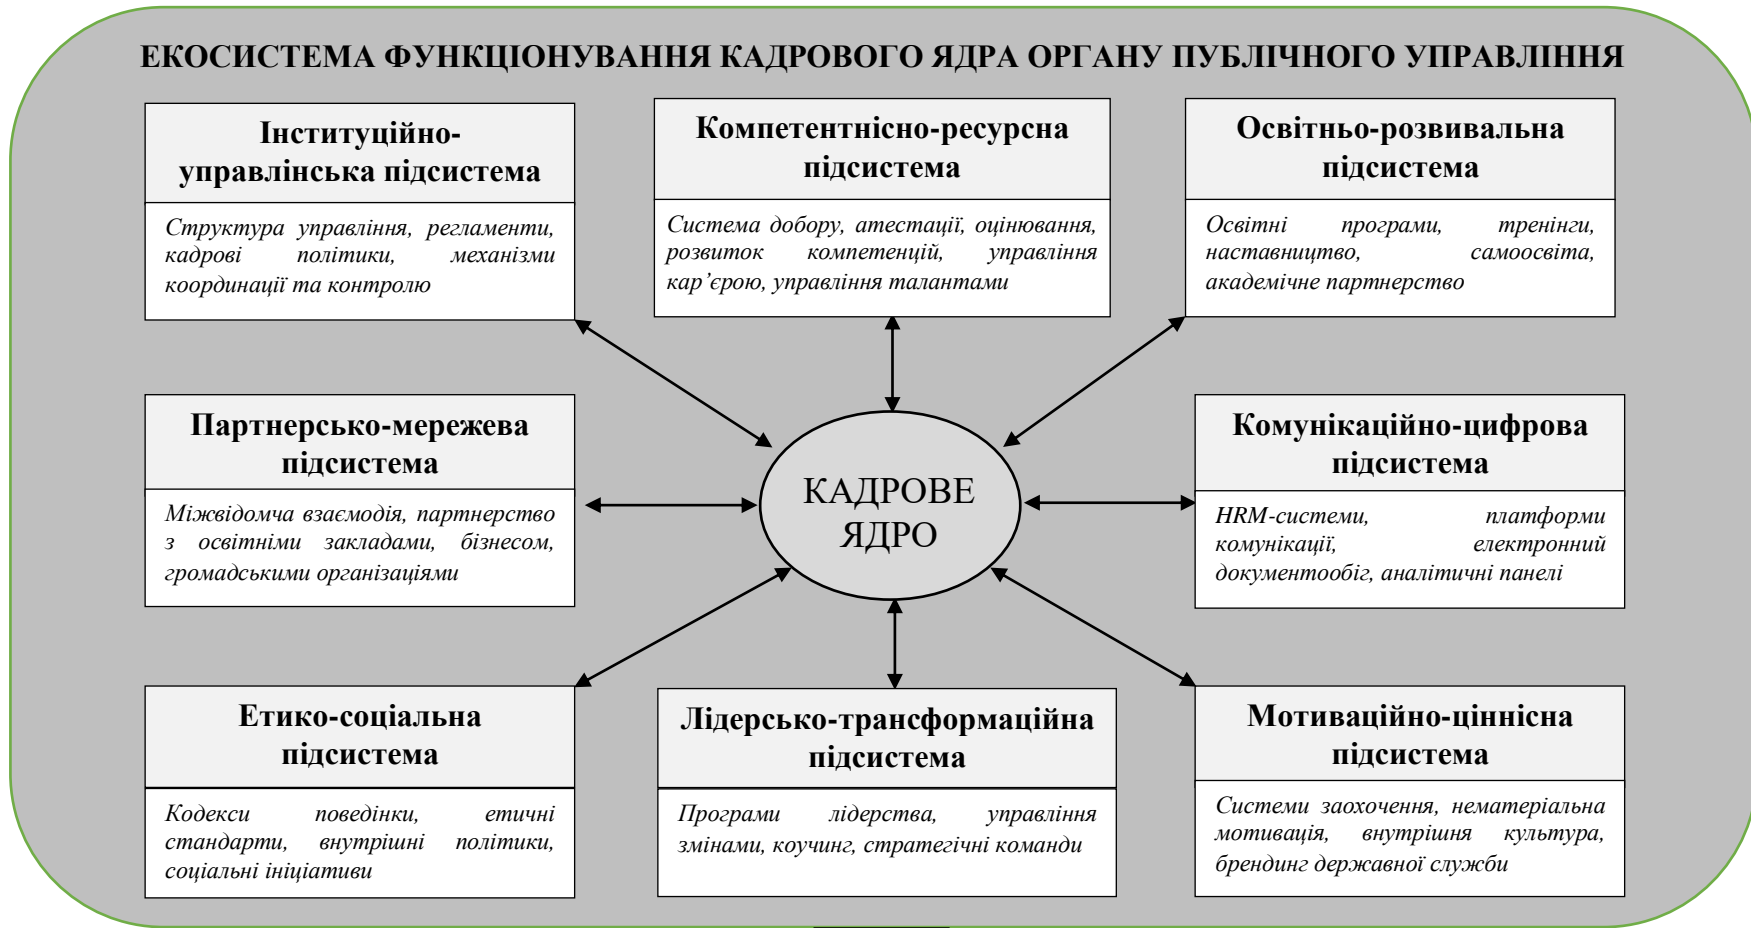 ЕКОСИСТЕМА ФУНКЦІОНУВАННЯ КАДРОВОГО ЯДРА ОРГАНУ ПУБЛІЧНОГО УПРАВЛІННЯ
Інституційно-
управлінська підсистема
Структура управління, регламенти,
кадрові політики, механізми
координації та контролю
Компетентнісно-ресурсна
підсистема
Система добору, атестації, оцінювання,
розвиток компетенцій, управління
кар’єрою, управління талантами
Освітньо-розвивальна
підсистема
Освітні програми, тренінги,
наставництво, самоосвіта,
академічне партнерство
Партнерсько-мережева
підсистема
Міжвідомча взаємодія, партнерство
з освітніми закладами, бізнесом,
громадськими організаціями
КАДРОВЕ
ЯДРО
Комунікаційно-цифрова
підсистема
HRM-системи, платформи
комунікації, електронний
документообіг, аналітичні панелі
Етико-соціальна
підсистема
Кодекси поведінки, етичні
стандарти, внутрішні політики,
соціальні ініціативи
Лідерсько-трансформаційна
підсистема
Програми лідерства, управління
змінами, коучинг, стратегічні команди
Мотиваційно-ціннісна
підсистема
Системи заохочення, нематеріальна
мотивація, внутрішня культура,
брендинг державної служби